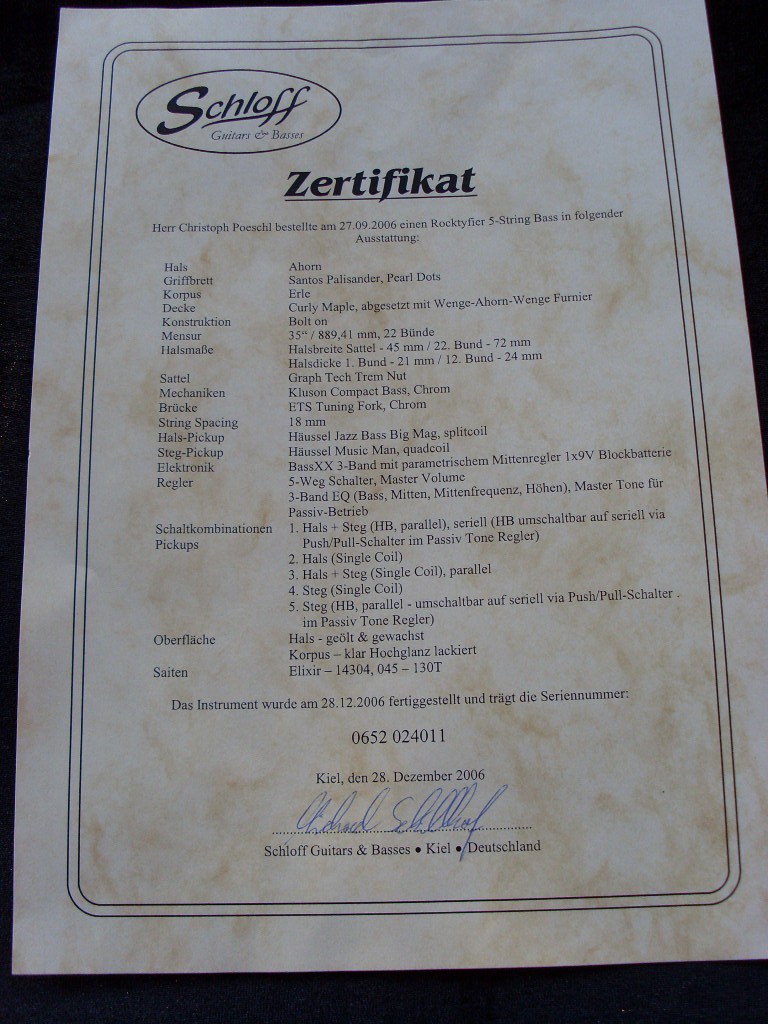 Schloff
Guitars & Basses
Zertifikat
Herr Christoph Poeschl bestellte am 27.09.2006 einen Rocktyfier 5-String Bass in folgender
Ausstattung:
Hals Ahorn
Griffbrett Santos Palisander, Pearl Dots
Korpus Erle
Decke Curly Maple, abgesetzt mit Wenge-Ahorn-Wenge Furnier
Konstruktion Bolt on
Mensur 35“ / 889,41 mm, 22 Bünde
Halsmaße Halsbreite Sattel - 45 mm / 22. Bund - 72 mm
Halsdicke 1. Bund - 21 mm / 12. Bund - 24 mm
Sattel Graph Tech Trem Nut
Mechaniken Kluson Compact Bass, Chrom
Brücke ETS Tuning Fork, Chrom
String Spacing 18 mm
Hals-Pickup Häussel Jazz Bass Big Mag, splitcoil
Steg-Pickup Häussel Music Man, quadcoil
Elektronik BassXX 3-Band mit parametrischem Mittenregler 1x9V Blockbatterie
Regler 5-Weg Schalter, Master Volume
3-Band EQ (Bass, Mitten, Mittenfrequenz, Höhen), Master Tone für
Passiv-Betrieb
Schaltkombinationen 1. Hals + Steg (HB, parallel), seriell (HB umschaltbar auf seriell via
Pickups Push/Pull-Schalter im Passiv Tone Regler)
2. Hals (Single Coil)
3. Hals + Steg (Single Coil), parallel
4. Steg (Single Coil)
5. Steg (HB, parallel - umschaltbar auf seriell via Push/Pull-Schalter
im Passiv Tone Regler)
Oberfläche Hals - geölt & gewachst
Korpus – klar Hochglanz lackiert
Saiten Elixir – 14304, 045 – 130T
Das Instrument wurde am 28.12.2006 fertiggestellt und trägt die Seriennummer:
0652 024011
Kiel, den 28. Dezember 2006
Schloff Guitars & Basses • Kiel • Deutschland